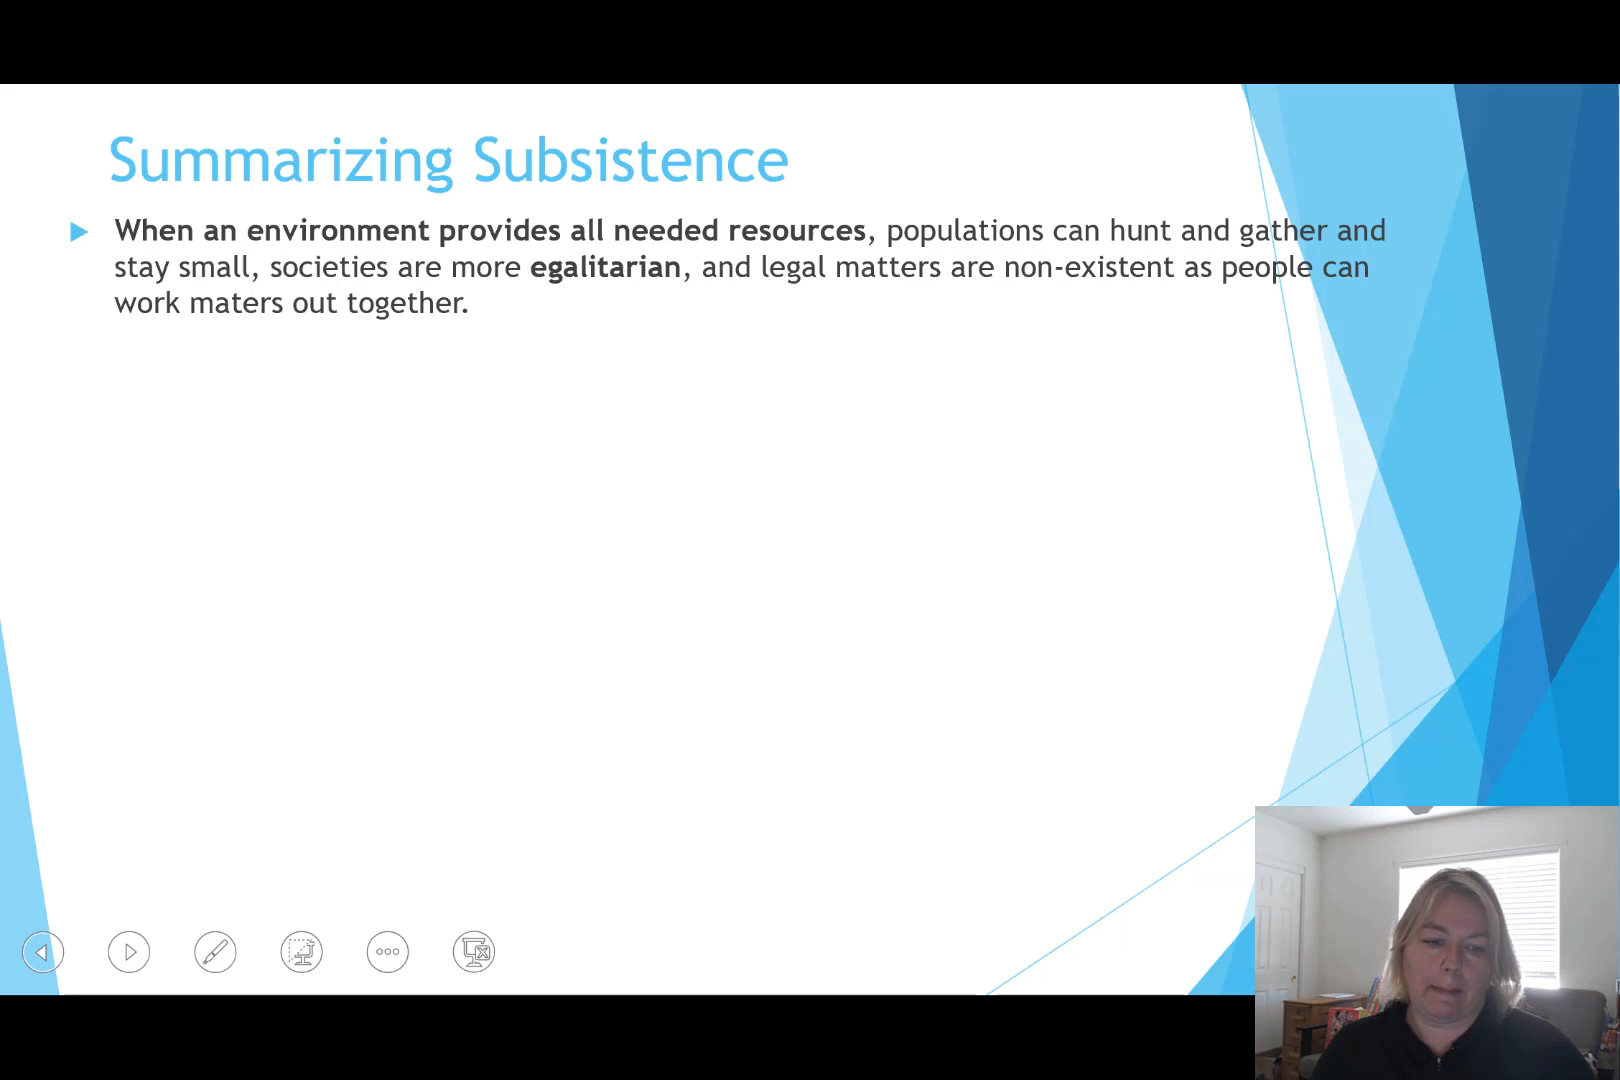 Summarizing Subsistence
When an environment provides all needed resources, populations can hunt and gather and
stay small, societies are more egalitarian, and legal matters are non-existent as people can
work maters out together.